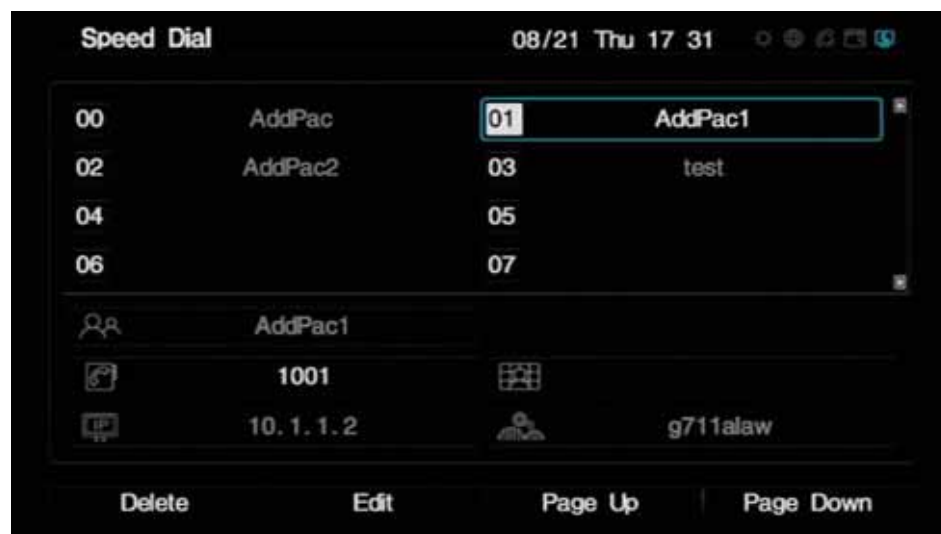 Speed Dial 08/21 Thu 17 31
00 AddPac 01 AddPac1
02 AddPac2 03 test
04 05
06 07
AddPac1
1001
IP 10.1.1.2 g711alaw
Delete Edit Page Up Page Down